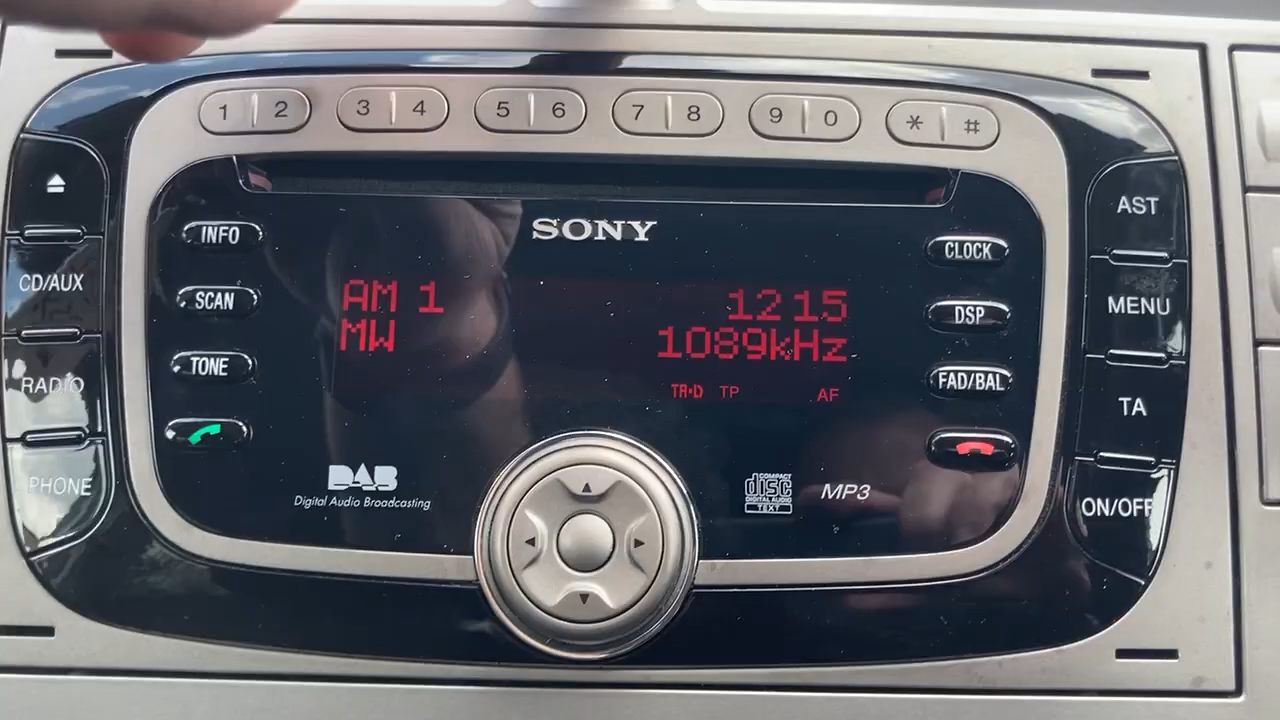 1 2 3 4 5 6 7 8 9 0 * #
SONY
INFO
SCAN
TONE
CD/AUX
RADIO
PHONE
AM 1 12 15
MW 1089kHz
TA·D TP AF
CLOCK
DSP
FAD/BAL
AST
MENU
TA
ON/OFF
DAB
Digital Audio Broadcasting
COMPACT
disc
DIGITAL AUDIO
TEXT
MP3